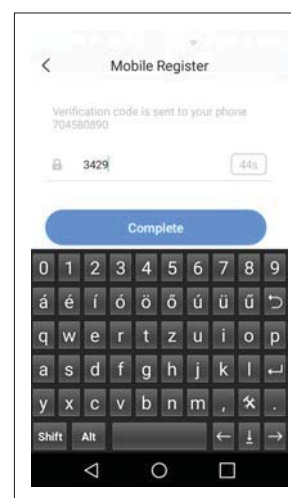 Mobile Register
Verification code is sent to your phone
704580890
3429
44s
Complete
0 1 2 3 4 5 6 7 8 9
á é í ó ö ő ú ü ű
q w e r t z u i o p
a s d f g h j k l
y x c v b n m , .
Shift Alt